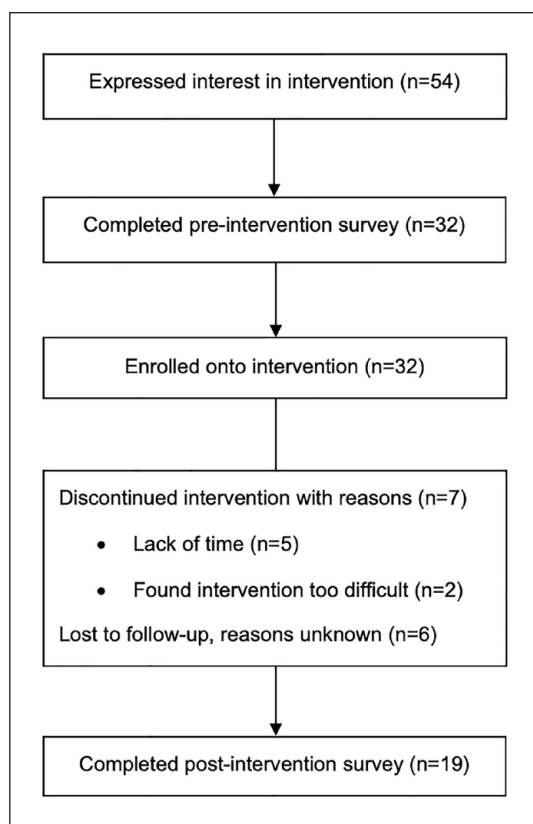 Expressed interest in intervention (n=54)
Completed pre-intervention survey (n=32)
Enrolled onto intervention (n=32)
Discontinued intervention with reasons (n=7)
• Lack of time (n=5)
• Found intervention too difficult (n=2)
Lost to follow-up, reasons unknown (n=6)
Completed post-intervention survey (n=19)